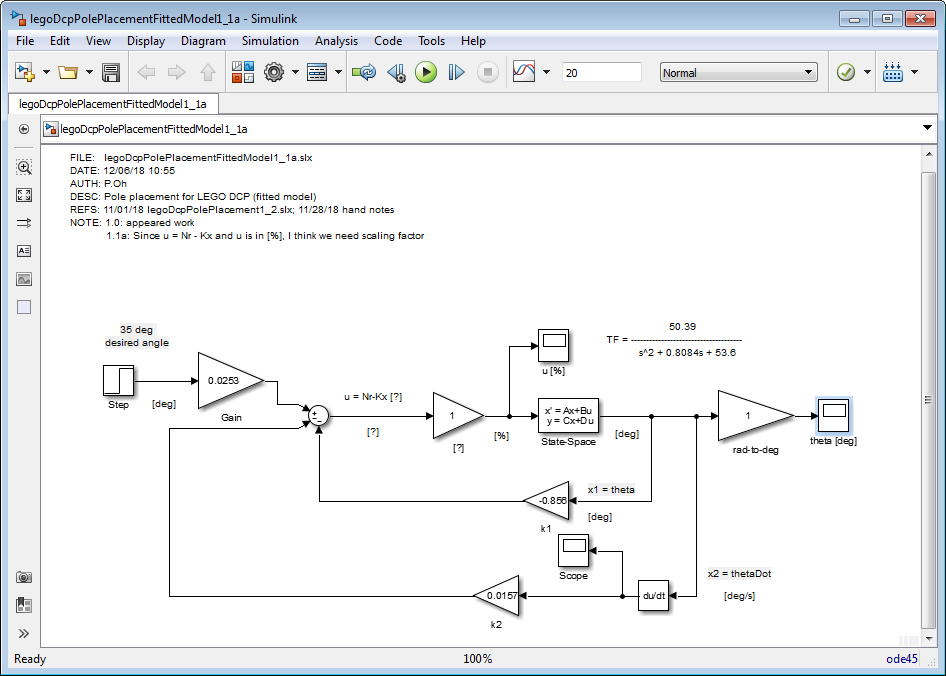 legoDcpPolePlacementFittedModel1_1a - Simulink
File Edit View Display Diagram Simulation Analysis Code Tools Help
20
Normal
legoDcpPolePlacementFittedModel1_1a
legoDcpPolePlacementFittedModel1_1a
FILE: legoDcpPolePlacementFittedModel1_1a.slx
DATE: 12/06/18 10:55
AUTH: P.Oh
DESC: Pole placement for LEGO DCP (fitted model)
REFS: 11/01/18 legoDcpPolePlacement1_2.slx; 11/28/18 hand notes
NOTE: 1.0: appeared work
1.1a: Since u = Nr - Kx and u is in [%], I think we need scaling factor
35 deg
desired angle
Step
[deg]
0.0253
Gain
u = Nr-Kx [?]
[?]
1
[?]
[%]
u [%]
TF =
50.39
------------------------------------
s^2 + 0.8084s + 53.6
x' = Ax+Bu
y = Cx+Du
State-Space
[deg]
1
rad-to-deg
theta [deg]
-0.856
k1
x1 = theta
[deg]
Scope
0.0157
k2
du/dt
x2 = thetaDot
[deg/s]
Ready
100%
ode45